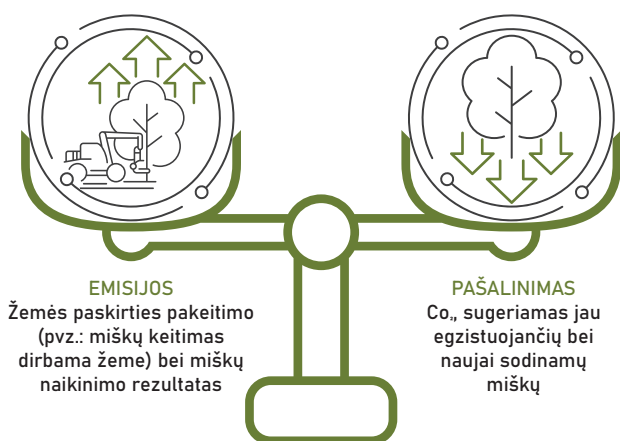 EMISIJOS
Žemės paskirties pakeitimo
(pvz.: miškų keitimas
dirbama žeme) bei miškų
naikinimo rezultatas
PAŠALINIMAS
Co₂, sugeriamas jau
egzistuojančių bei
naujai sodinamų
miškų